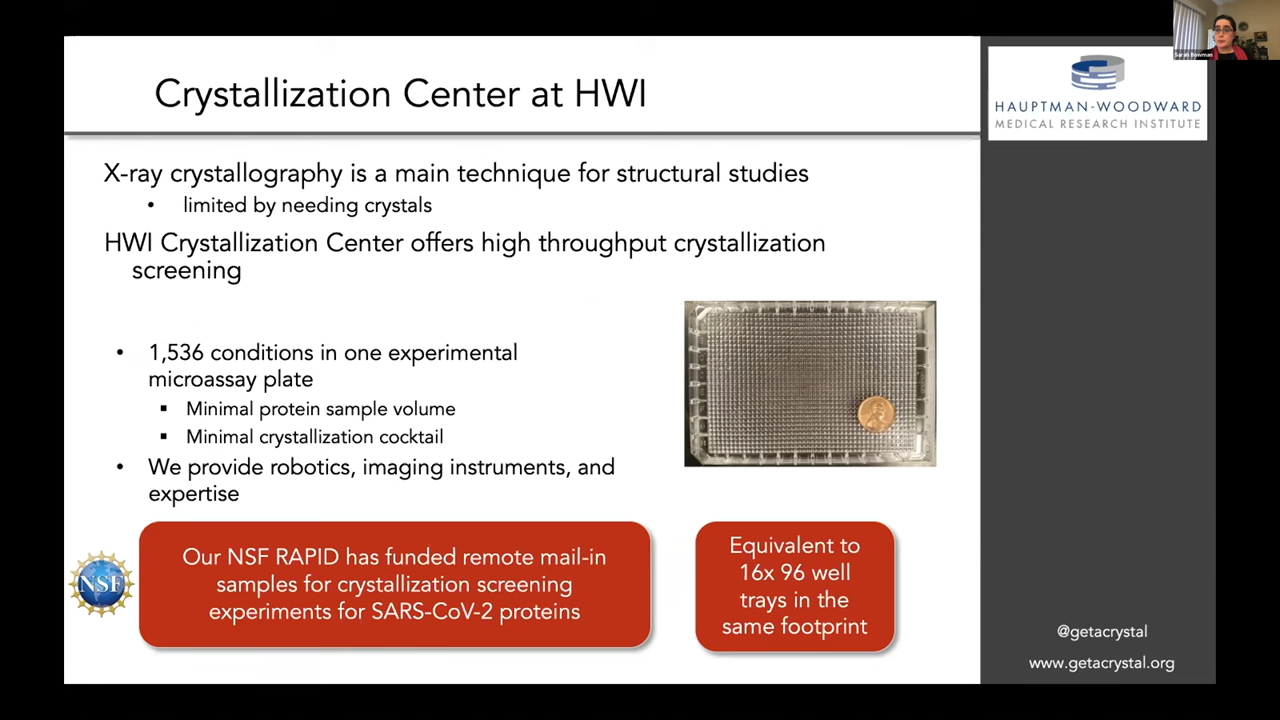 Sarah Bowman
Crystallization Center at HWI
HAUPTMAN-WOODWARD
MEDICAL RESEARCH INSTITUTE
X-ray crystallography is a main technique for structural studies
• limited by needing crystals
HWI Crystallization Center offers high throughput crystallization
screening
• 1,536 conditions in one experimental
microassay plate
▪ Minimal protein sample volume
▪ Minimal crystallization cocktail
• We provide robotics, imaging instruments, and
expertise
NSF
Our NSF RAPID has funded remote mail-in
samples for crystallization screening
experiments for SARS-CoV-2 proteins
Equivalent to
16x 96 well
trays in the
same footprint
@getacrystal
www.getacrystal.org